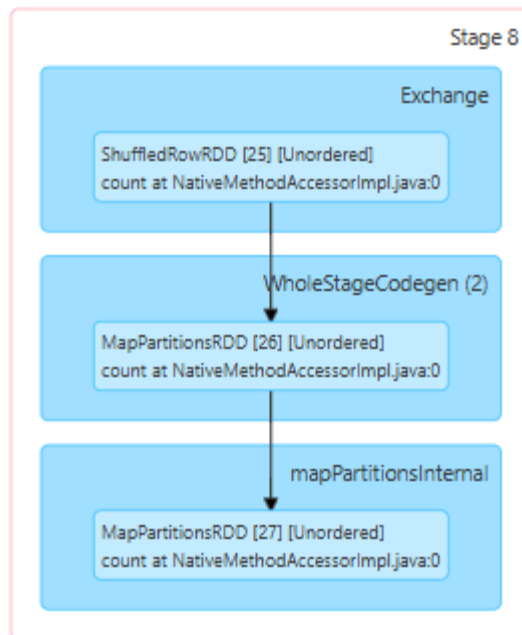 Stage 8
Exchange
ShuffledRowRDD [25] [Unordered]
count at NativeMethodAccessorImpl.java:0
WholeStageCodegen (2)
MapPartitionsRDD [26] [Unordered]
count at NativeMethodAccessorImpl.java:0
mapPartitionsInternal
MapPartitionsRDD [27] [Unordered]
count at NativeMethodAccessorImpl.java:0